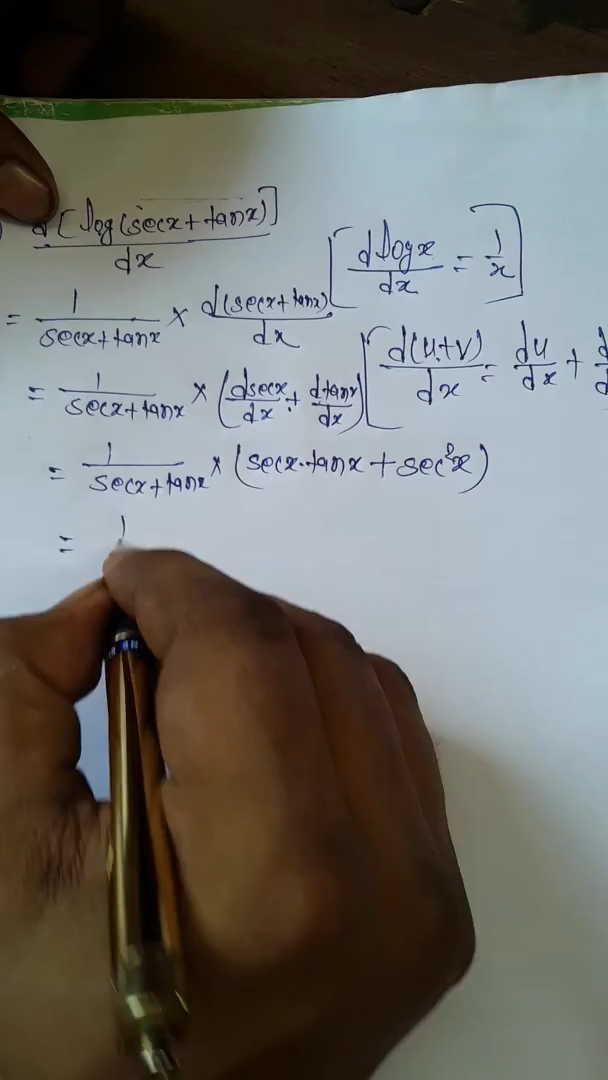 d[log(secx+tanx)]/dx
= 1/(secx+tanx) × d(secx+tanx)/dx [dlogx/dx = 1/x]
= 1/(secx+tanx) × (dsecx/dx + dtanx/dx) [d(u+v)/dx = du/dx + d
= 1/(secx+tanx) × (secx·tanx + sec²x)
= 1